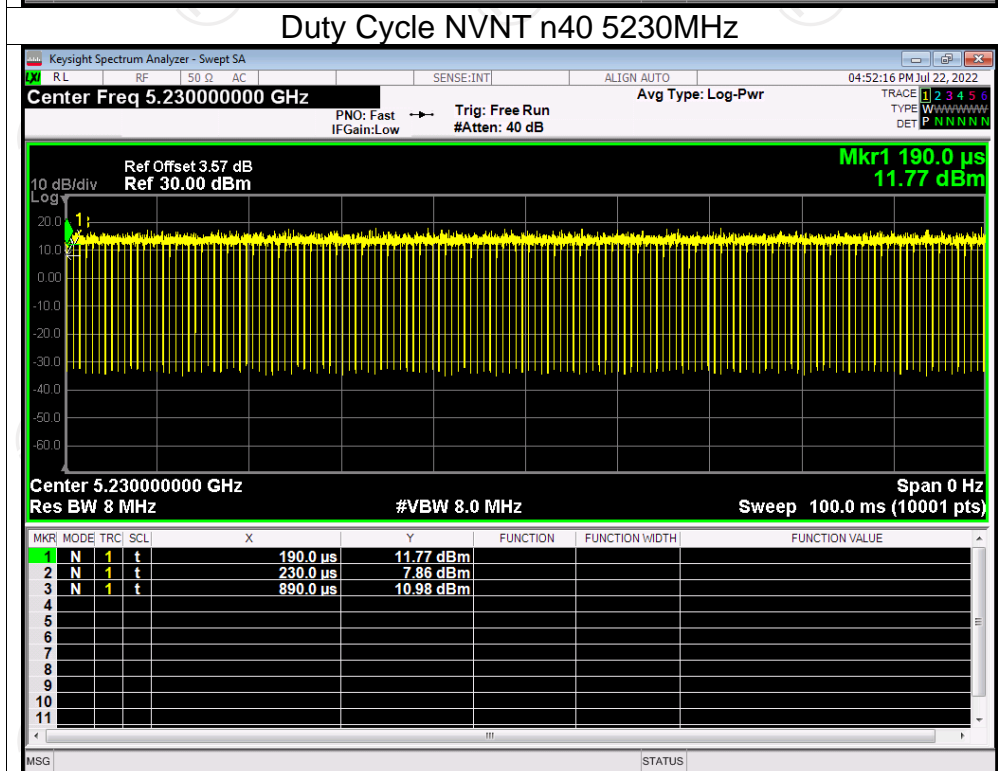 Duty Cycle NVNT n40 5230MHz
Keysight Spectrum Analyzer - Swept SA
LXI RL RF 50 Ω AC SENSE:INT ALIGN AUTO 04:52:16 PM Jul 22, 2022
Center Freq 5.230000000 GHz Avg Type: Log-Pwr TRACE 1 2 3 4 5 6
PNO: Fast Trig: Free Run TYPE WWWWWW
IFGain:Low #Atten: 40 dB DET P N N N N N
Mkr1 190.0 µs
Ref Offset 3.57 dB
10 dB/div Ref 30.00 dBm 11.77 dBm
Log
20.0
1
10.0
0.00
-10.0
-20.0
-30.0
-40.0
-50.0
-60.0
Center 5.230000000 GHz Span 0 Hz
Res BW 8 MHz #VBW 8.0 MHz Sweep 100.0 ms (10001 pts)
MKR MODE TRC SCL X Y FUNCTION FUNCTION WIDTH FUNCTION VALUE
1 N 1 t 190.0 µs 11.77 dBm
2 N 1 t 230.0 µs 7.86 dBm
3 N 1 t 890.0 µs 10.98 dBm
4
5
6
7
8
9
10
11
MSG STATUS